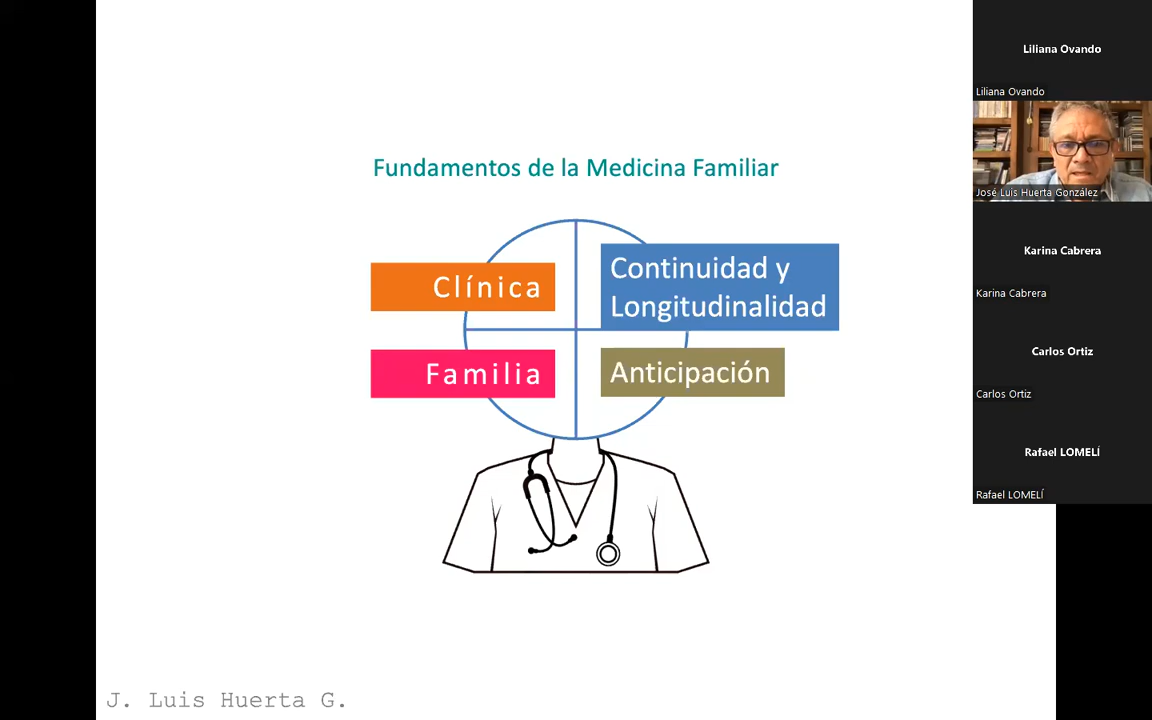 Fundamentos de la Medicina Familiar
Clínica
Continuidad y
Longitudinalidad
Familia
Anticipación
J. Luis Huerta G.
Liliana Ovando
Liliana Ovando
José Luis Huerta González
Karina Cabrera
Karina Cabrera
Carlos Ortiz
Carlos Ortiz
Rafael LOMELÍ
Rafael LOMELÍ